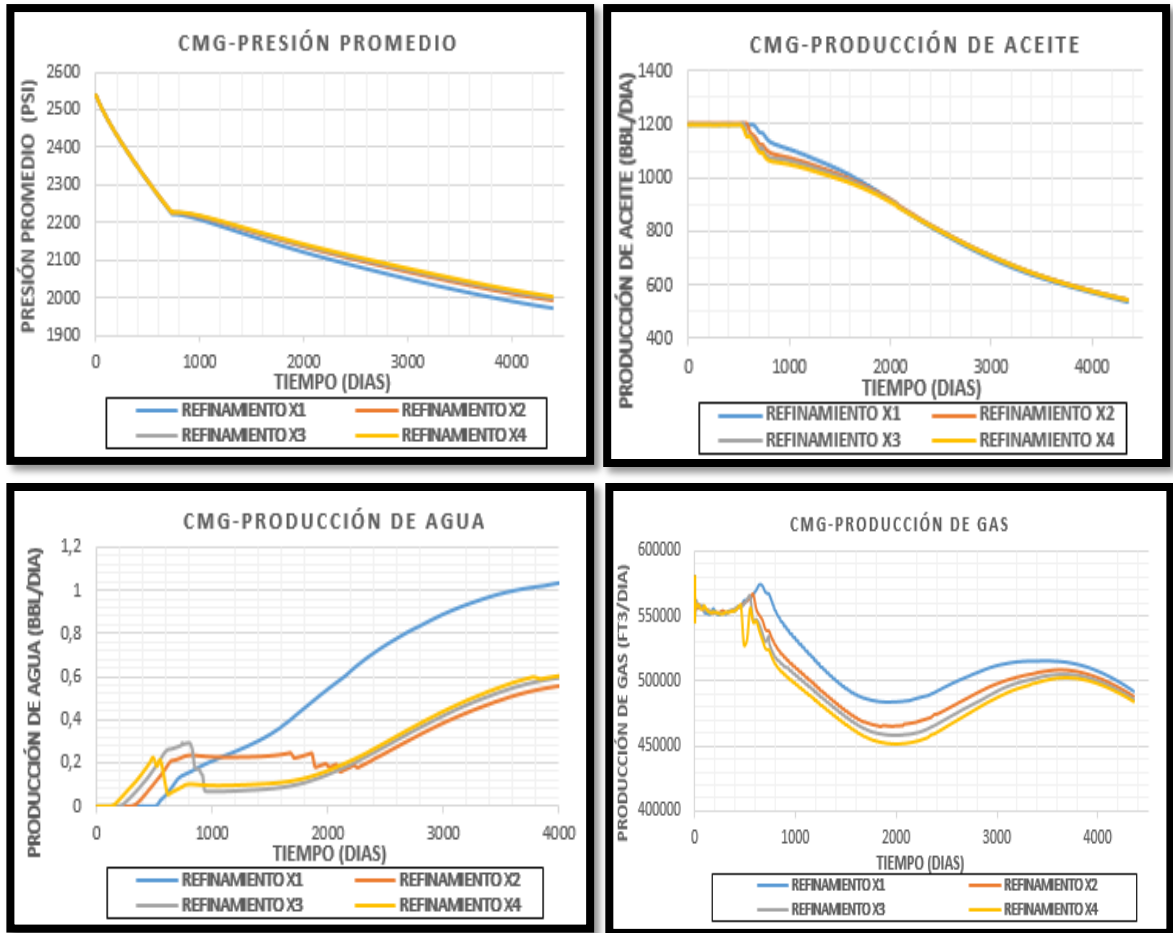 CMG-PRESIÓN PROMEDIO
PRESIÓN PROMEDIO (PSI)
2600
2500
2400
2300
2200
2100
2000
1900
0 1000 2000 3000 4000
TIEMPO (DIAS)
REFINAMIENTO X1 REFINAMIENTO X2
REFINAMIENTO X3 REFINAMIENTO X4
CMG-PRODUCCIÓN DE ACEITE
PRODUCCIÓN DE ACEITE (BBL/DIA)
1400
1200
1000
800
600
400
0 1000 2000 3000 4000
TIEMPO (DIAS)
REFINAMIENTO X1 REFINAMIENTO X2
REFINAMIENTO X3 REFINAMIENTO X4
CMG-PRODUCCIÓN DE AGUA
PRODUCCIÓN DE AGUA (BBL/DIA)
1,2
1
0,8
0,6
0,4
0,2
0
0 1000 2000 3000 4000
TIEMPO (DIAS)
REFINAMIENTO X1 REFINAMIENTO X2
REFINAMIENTO X3 REFINAMIENTO X4
CMG-PRODUCCIÓN DE GAS
PRODUCCIÓN DE GAS (FT3/DIA)
600000
550000
500000
450000
400000
0 1000 2000 3000 4000
TIEMPO (DIAS)
REFINAMIENTO X1 REFINAMIENTO X2
REFINAMIENTO X3 REFINAMIENTO X4